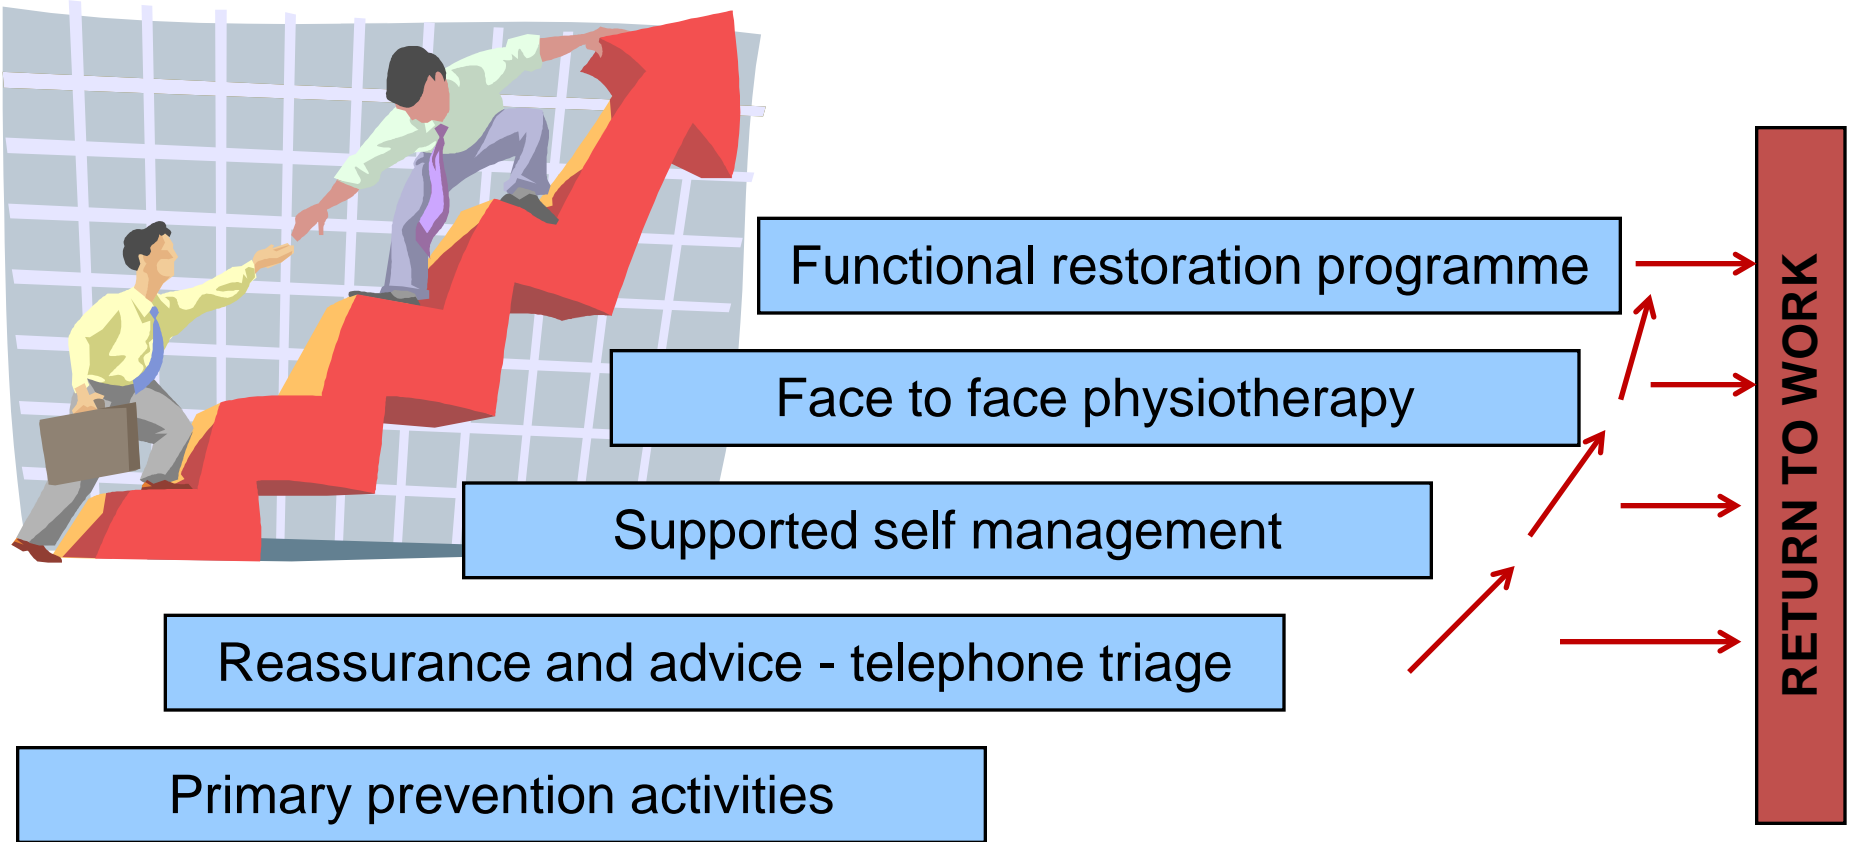 Functional restoration programme
Face to face physiotherapy
Supported self management
Reassurance and advice - telephone triage
Primary prevention activities
RETURN TO WORK